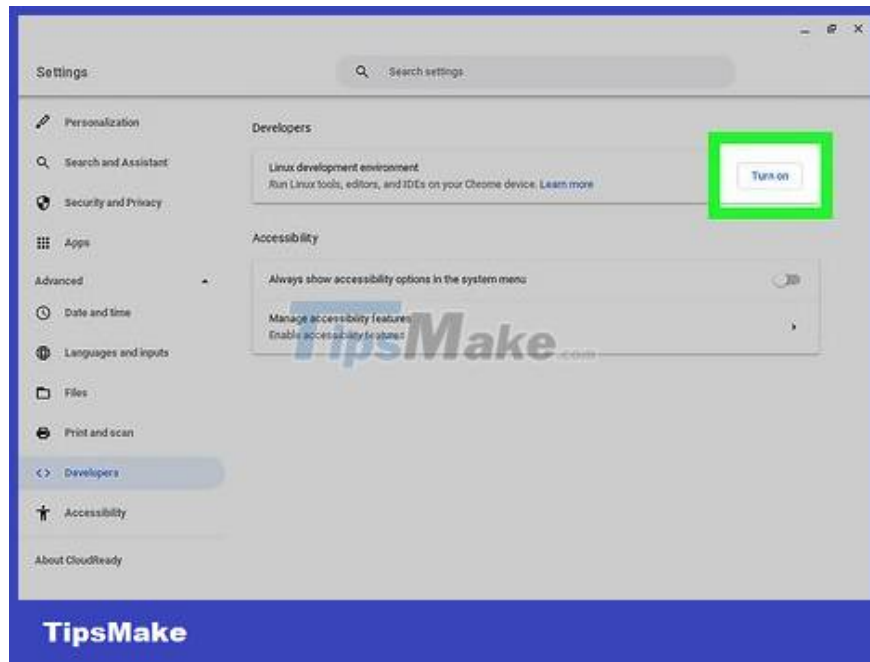 Settings
Search settings
Personalization
Search and Assistant
Security and Privacy
Apps
Advanced
Date and time
Languages and inputs
Files
Print and scan
Developers
Accessibility
About CloudReady
Developers
Linux development environment
Run Linux tools, editors, and IDEs on your Chrome device. Learn more
Turn on
Accessibility
Always show accessibility options in the system menu
Manage accessibility features
Enable accessibility features
TipsMake.com
TipsMake